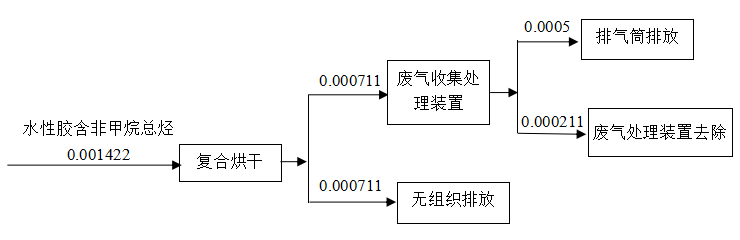 水性胶含非甲烷总烃
0.001422
复合烘干
0.000711
废气收集处
理装置
0.0005
排气筒排放
0.000211
废气处理装置去除
0.000711
无组织排放